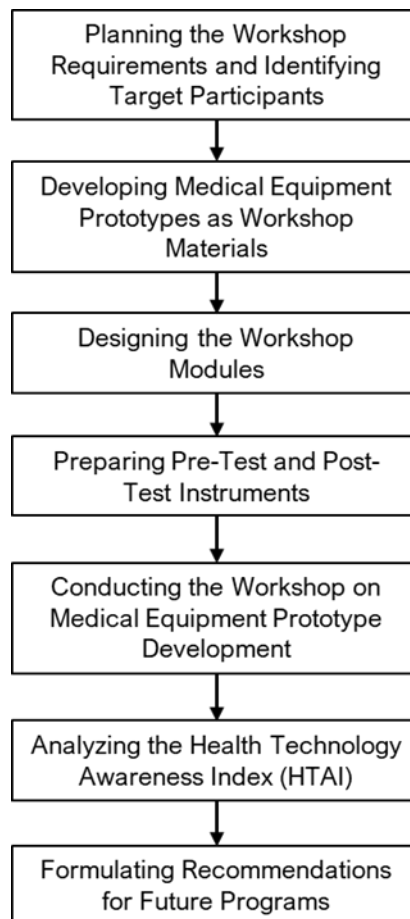 Planning the Workshop
Requirements and Identifying
Target Participants
Developing Medical Equipment
Prototypes as Workshop
Materials
Designing the Workshop
Modules
Preparing Pre-Test and Post-
Test Instruments
Conducting the Workshop on
Medical Equipment Prototype
Development
Analyzing the Health Technology
Awareness Index (HTAI)
Formulating Recommendations
for Future Programs